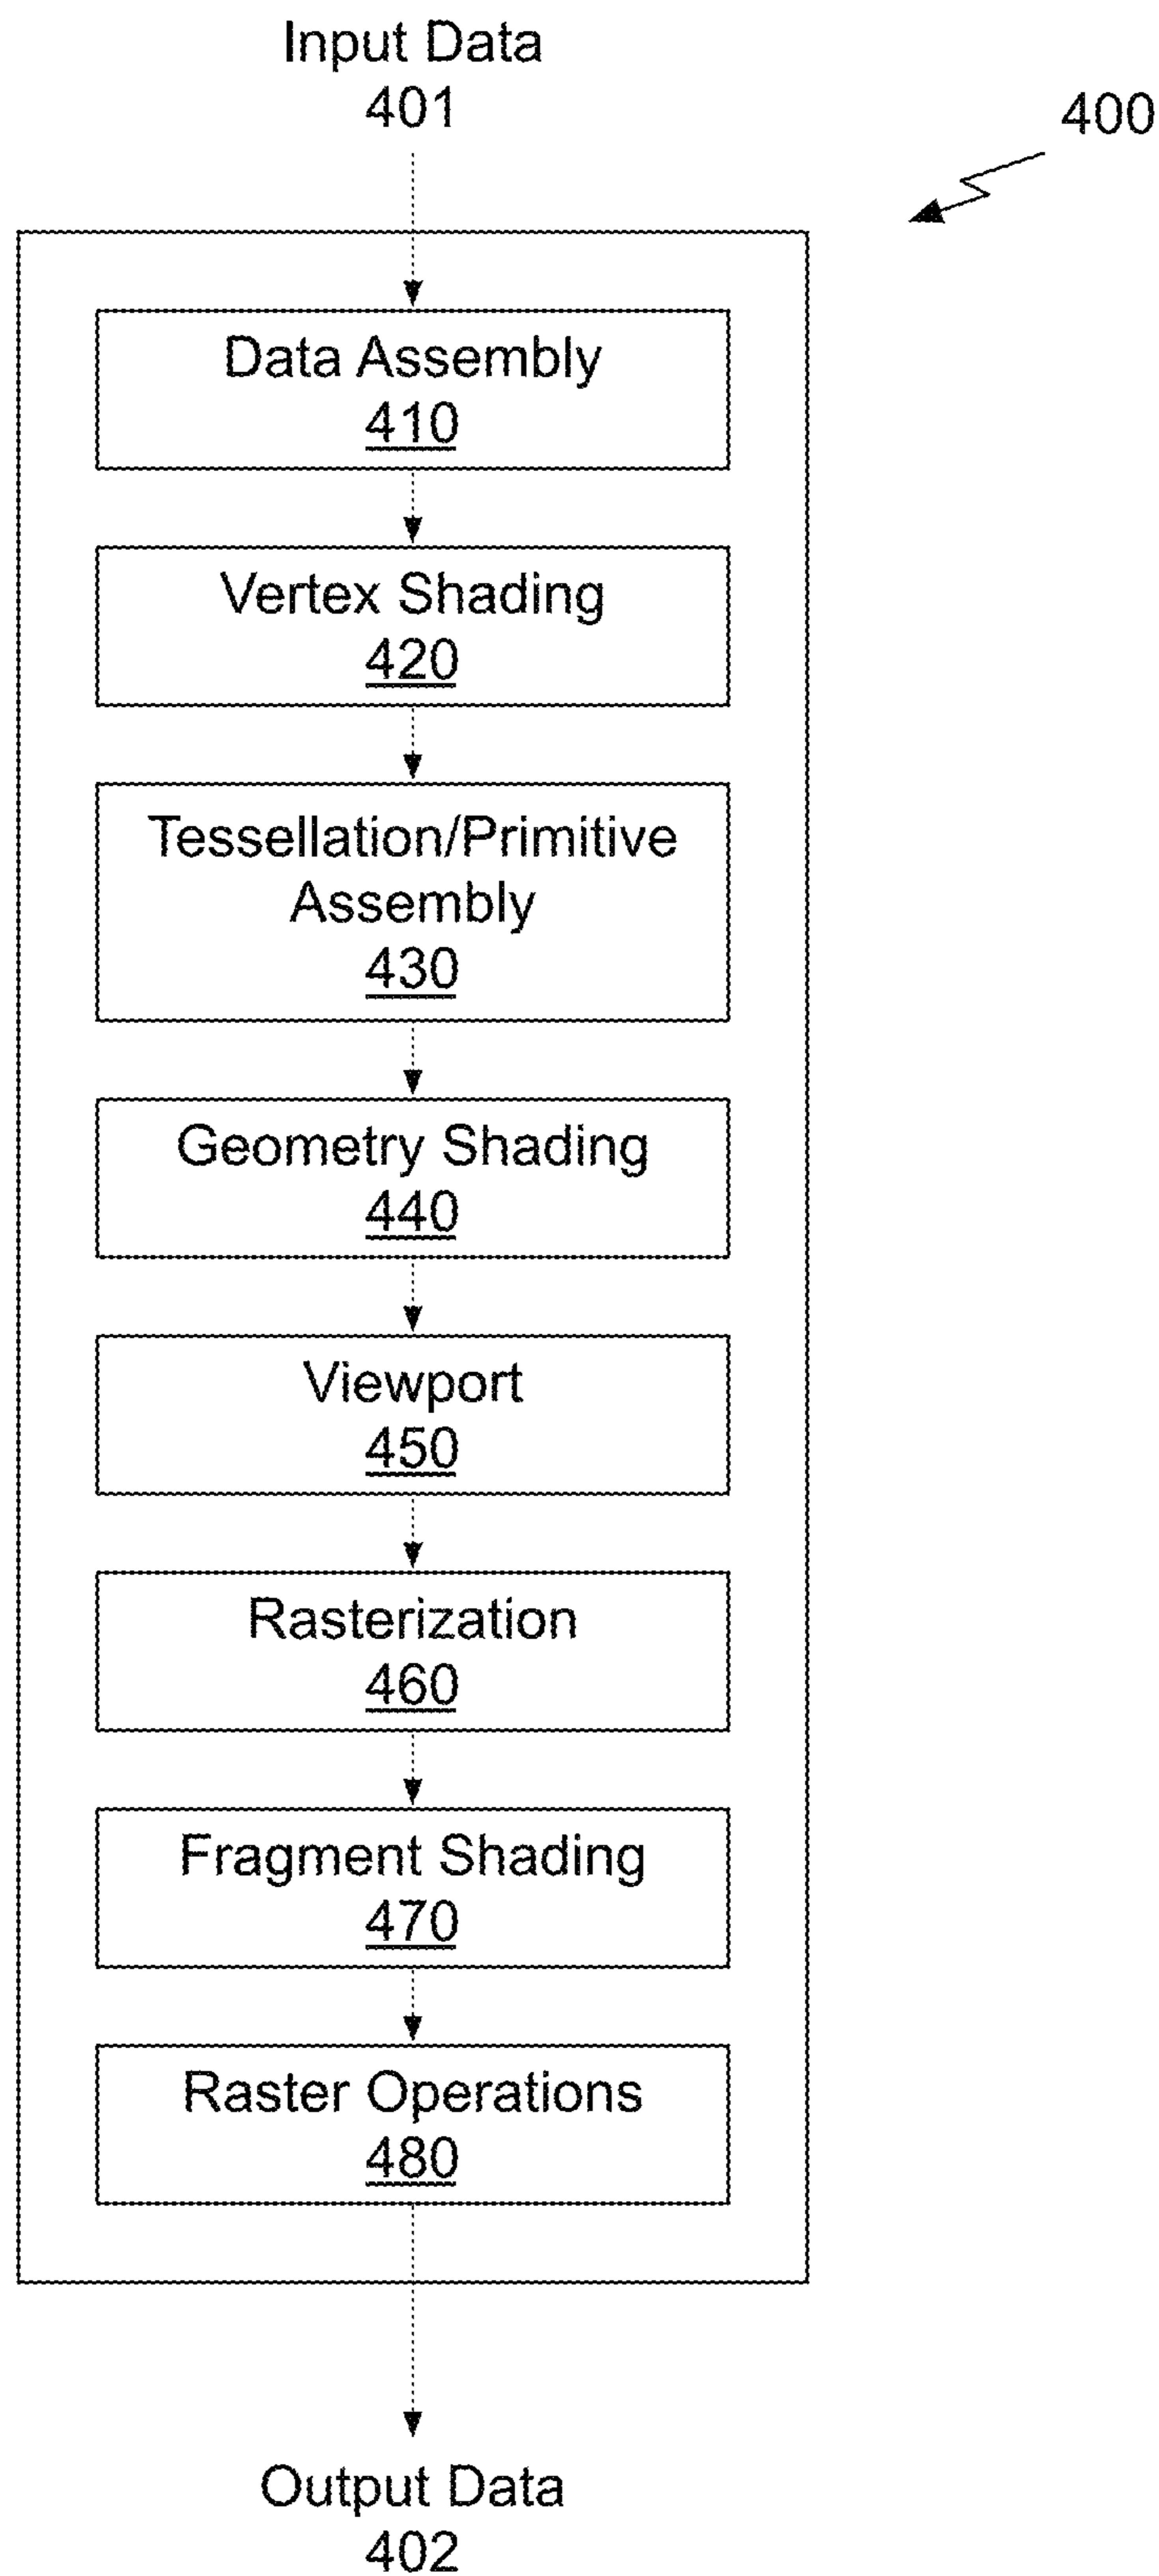 Input Data
401
400
Data Assembly
410
Vertex Shading
420
Tessellation/Primitive
Assembly
430
Geometry Shading
440
Viewport
450
Rasterization
460
Fragment Shading
470
Raster Operations
480
Output Data
402